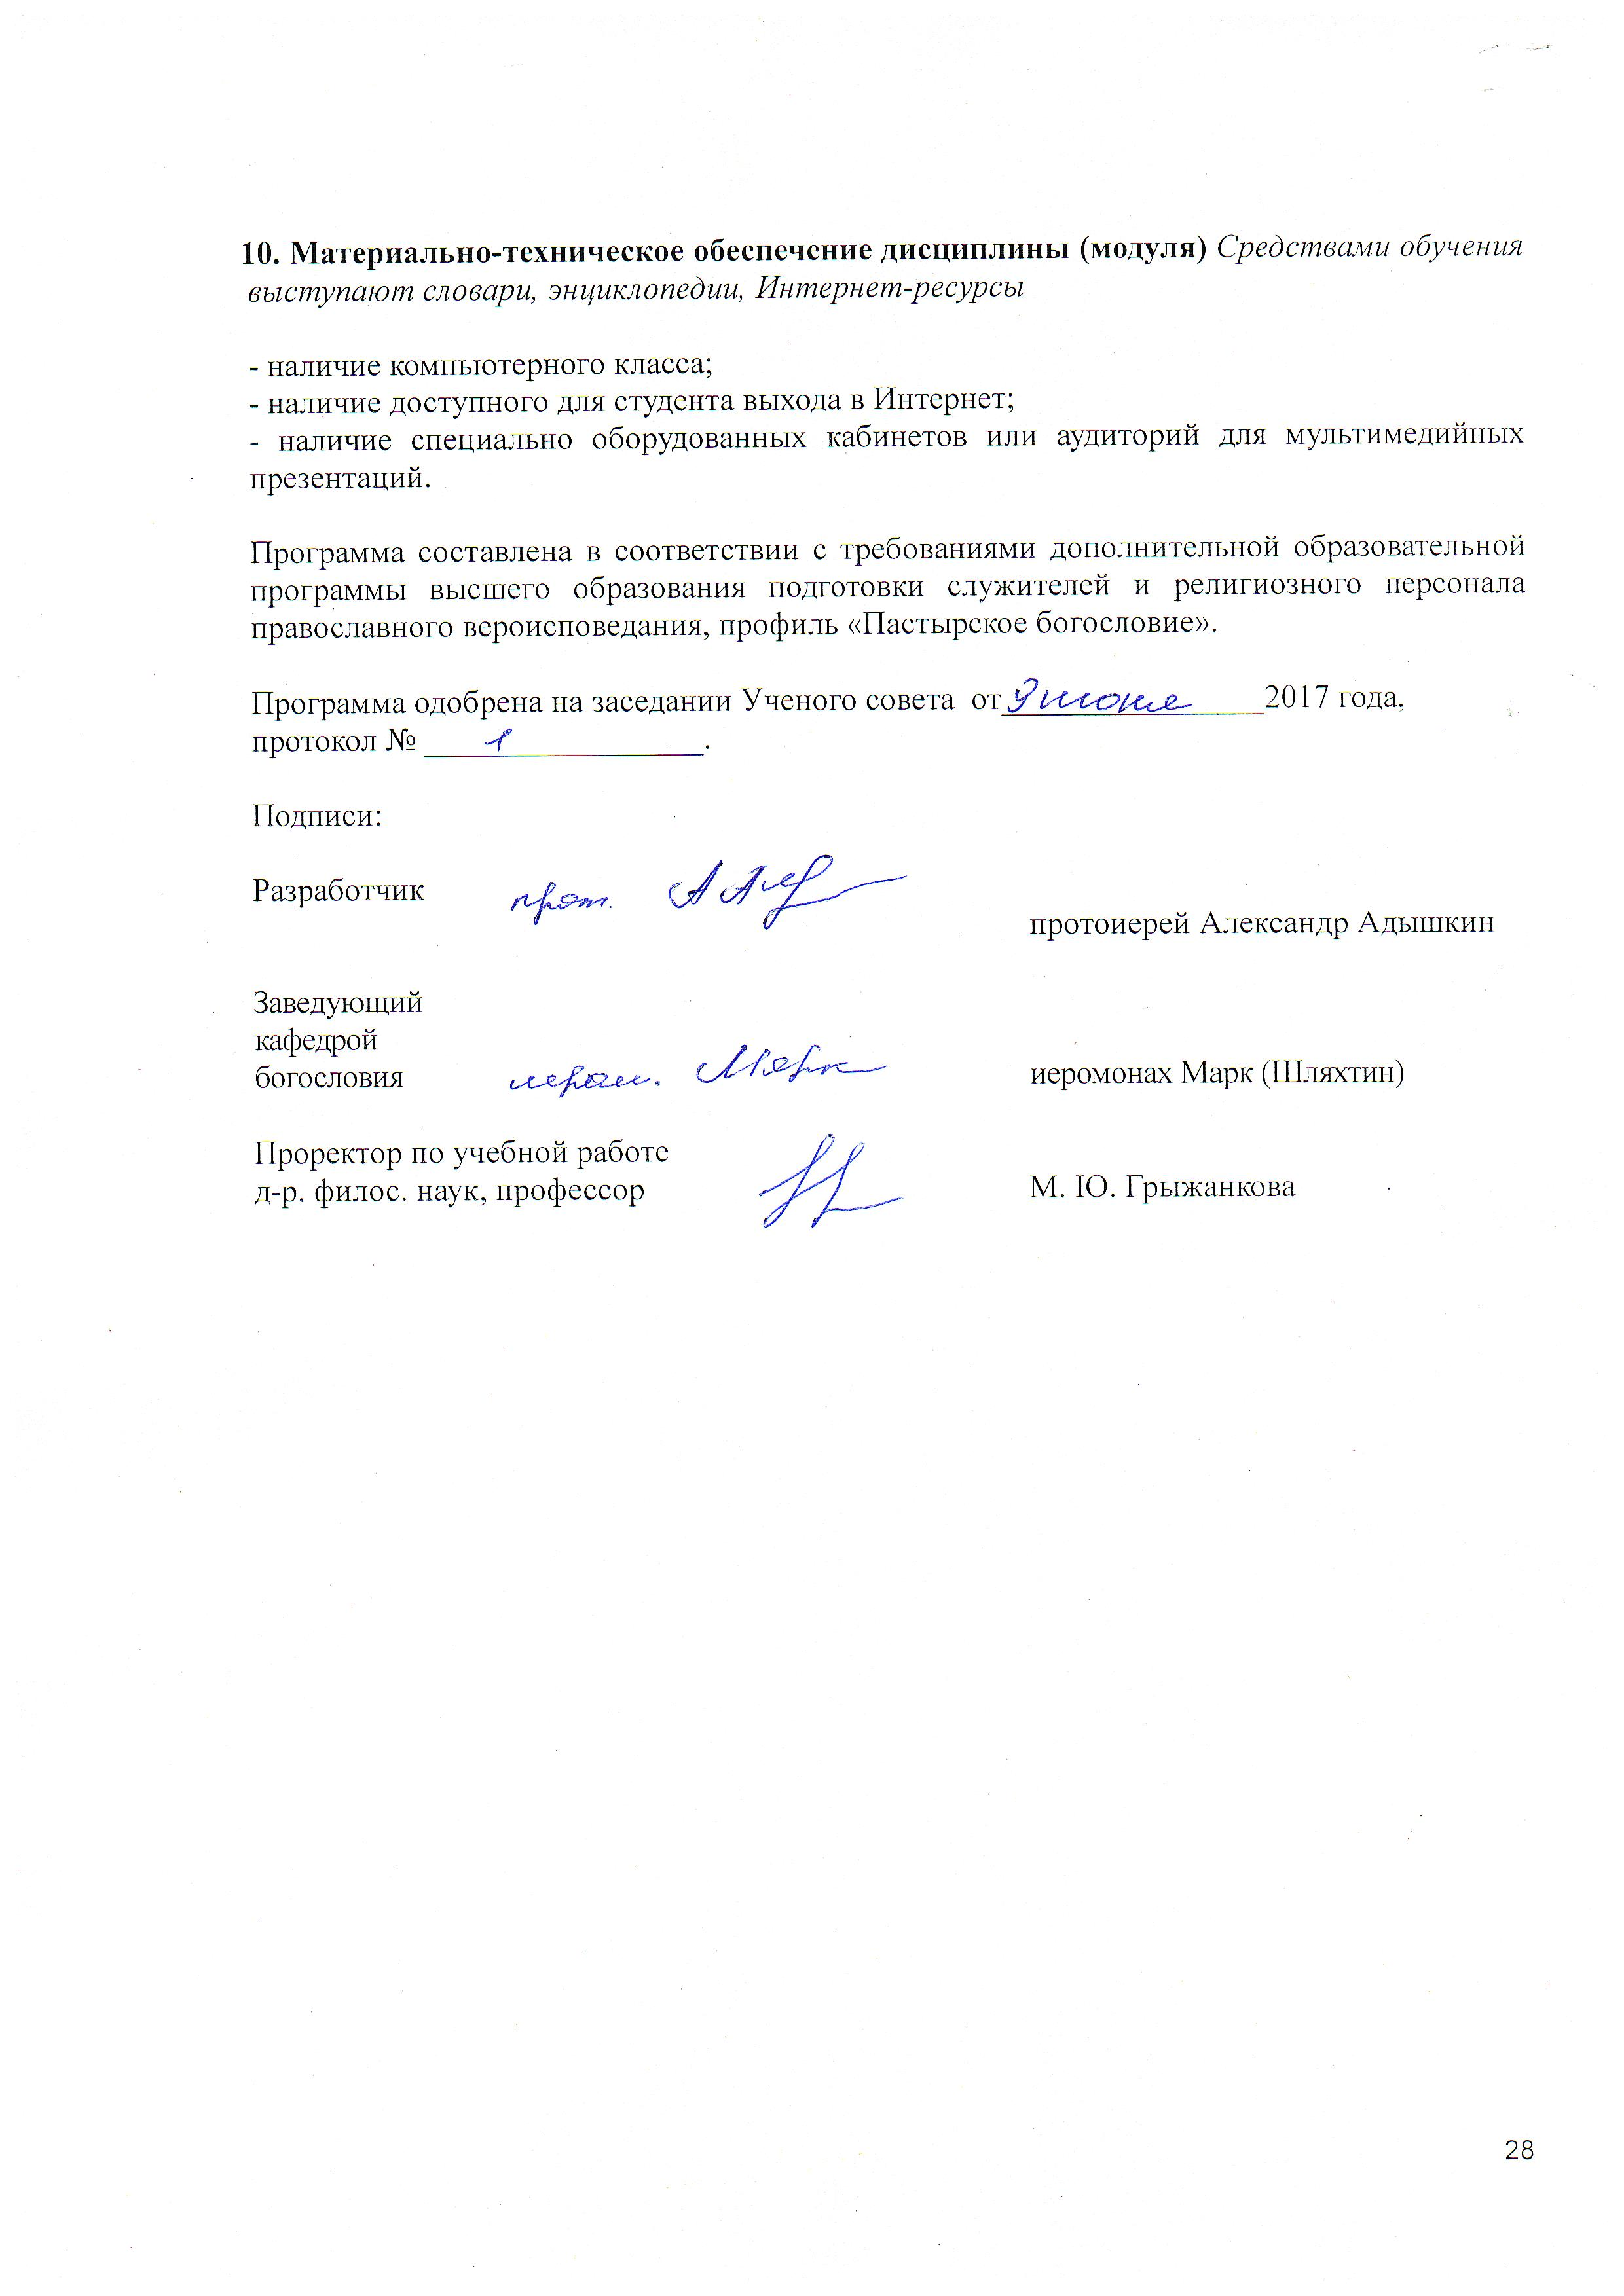 10. Материально-техническое обеспечение дисциплины (модуля) Средствами обучения
выступают словари, энциклопедии, Интернет-ресурсы
- наличие компьютерного класса;
- наличие доступного для студента выхода в Интернет;
- наличие специально оборудованных кабинетов или аудиторий для мультимедийных
презентаций.
Программа составлена в соответствии с требованиями дополнительной образовательной
программы высшего образования подготовки служителей и религиозного персонала
православного вероисповедания, профиль «Пастырское богословие».
Программа одобрена на заседании Ученого совета от 9 июня 2017 года,
протокол № 1.
Подписи:
Разработчик прот.
протоиерей Александр Адышкин
Заведующий
кафедрой
богословия иером. Марк иеромонах Марк (Шляхтин)
Проректор по учебной работе
д-р. филос. наук, профессор М. Ю. Грыжанкова
28